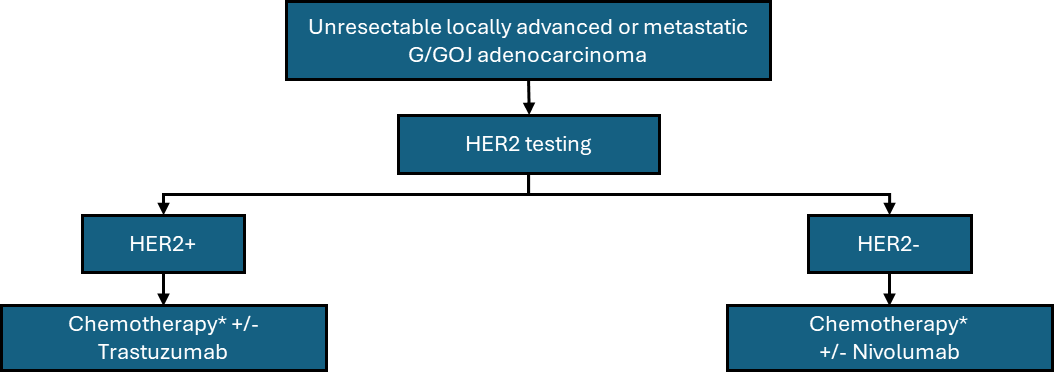 Unresectable locally advanced or metastatic
G/GOJ adenocarcinoma
HER2 testing
HER2+
HER2-
Chemotherapy* +/-
Trastuzumab
Chemotherapy*
+/- Nivolumab